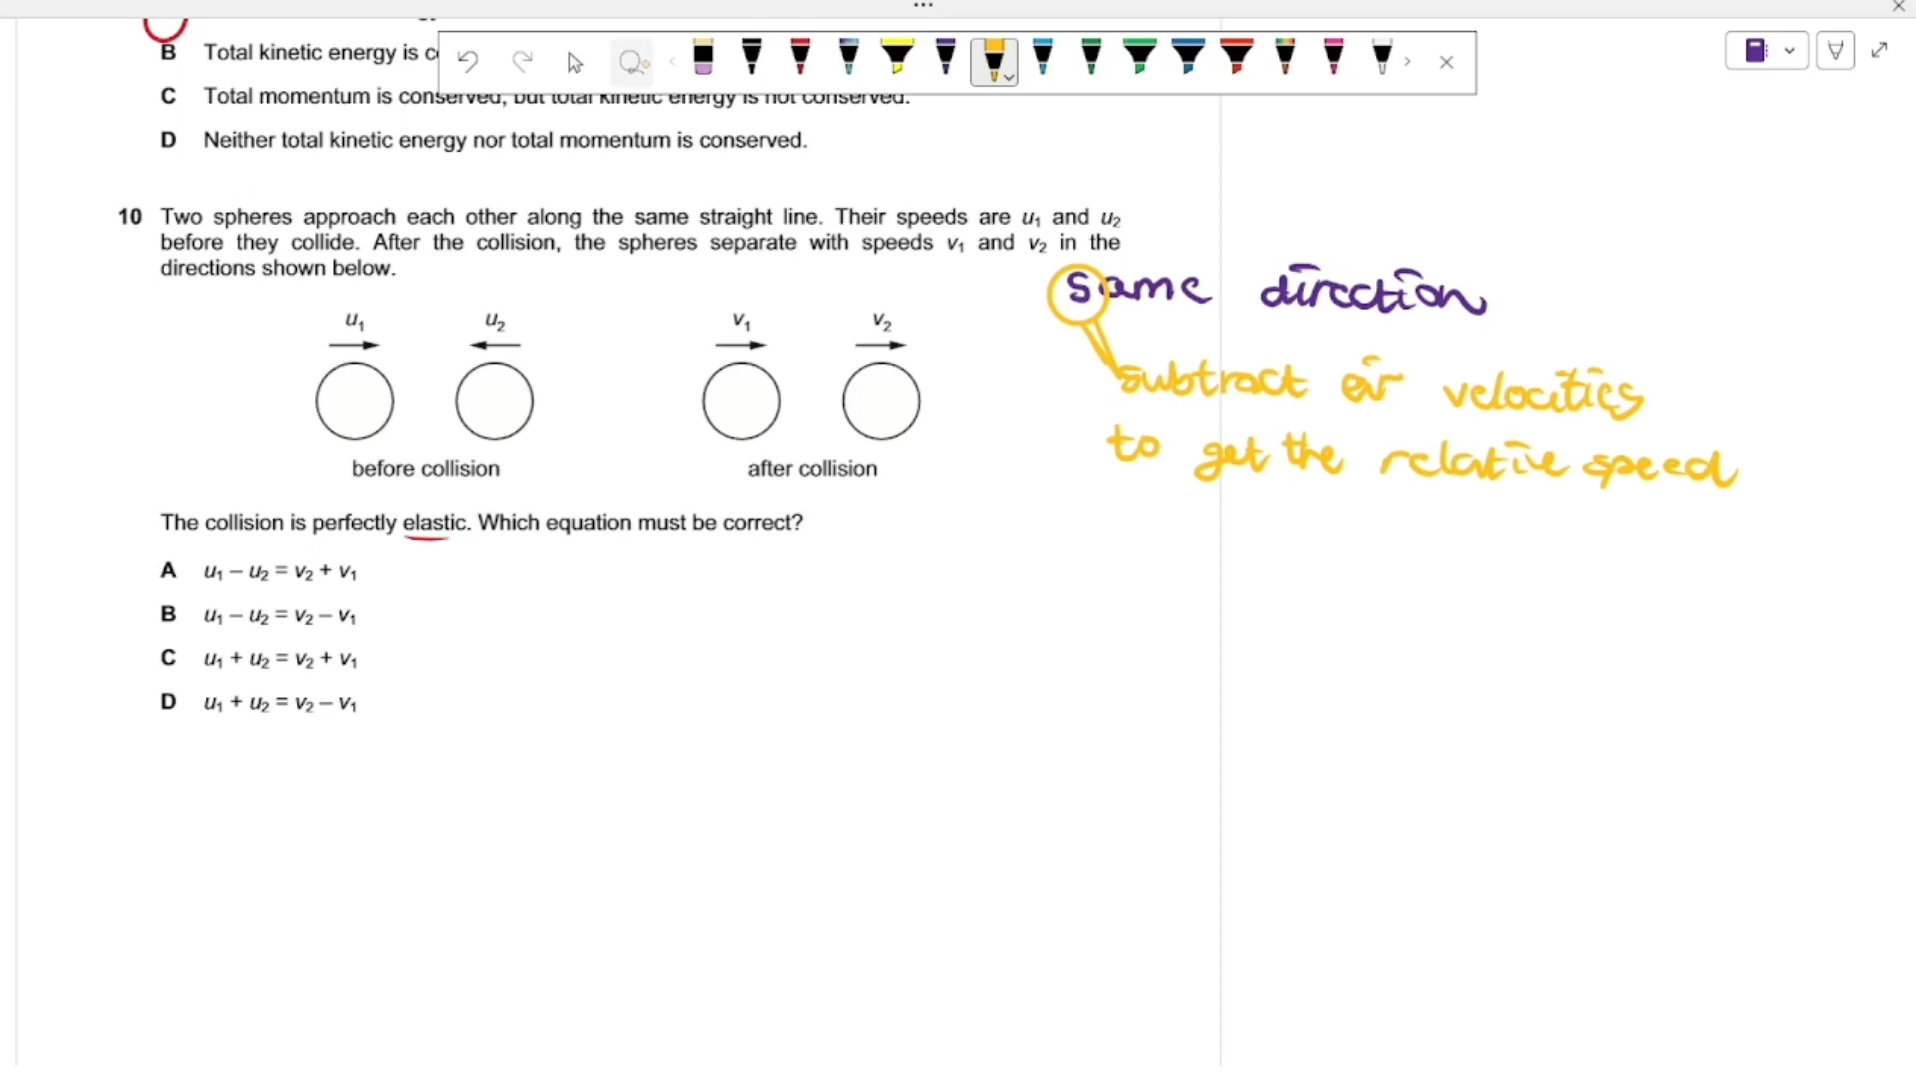 B Total kinetic energy is c
C Total momentum is conserved, but total kinetic energy is not conserved.
D Neither total kinetic energy nor total momentum is conserved.
10 Two spheres approach each other along the same straight line. Their speeds are u₁ and u₂
before they collide. After the collision, the spheres separate with speeds v₁ and v₂ in the
directions shown below.
same direction
u₁ u₂ v₁ v₂
subtract eir velocities
to get the relative speed
before collision after collision
The collision is perfectly elastic. Which equation must be correct?
A u₁ – u₂ = v₂ + v₁
B u₁ – u₂ = v₂ – v₁
C u₁ + u₂ = v₂ + v₁
D u₁ + u₂ = v₂ – v₁